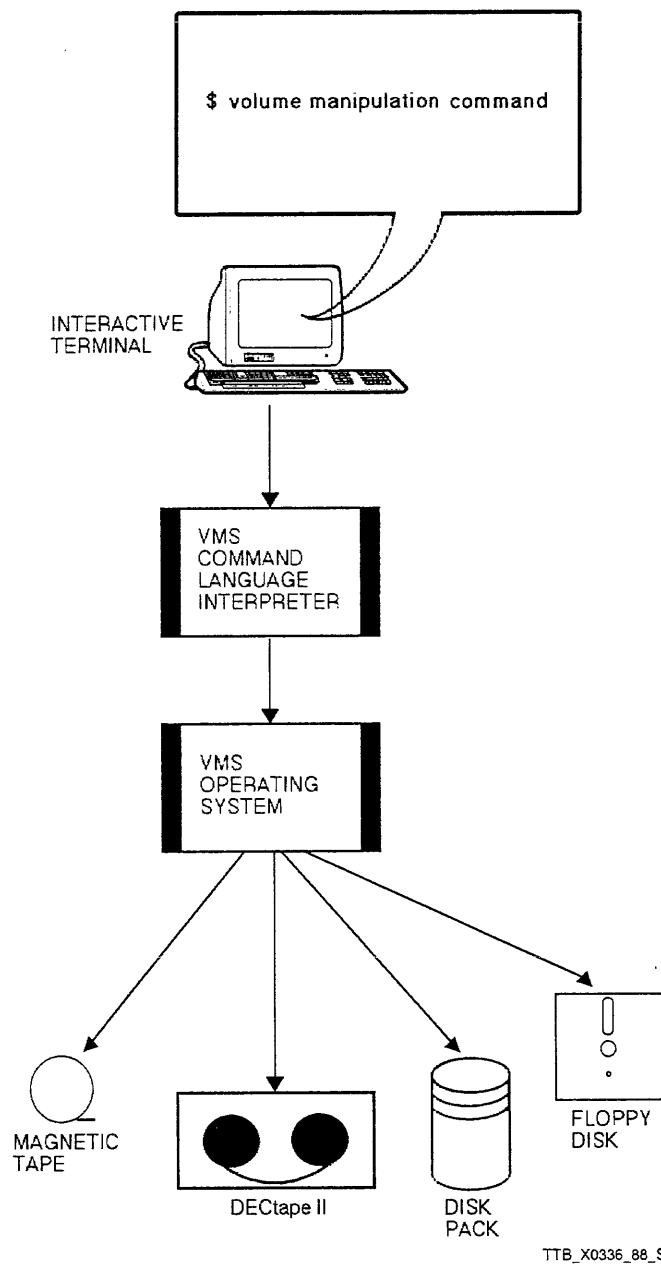 $ volume manipulation command
INTERACTIVE
TERMINAL
VMS
COMMAND
LANGUAGE
INTERPRETER
VMS
OPERATING
SYSTEM
MAGNETIC
TAPE
DECtape II
DISK
PACK
FLOPPY
DISK
TTB_X0336_88_S